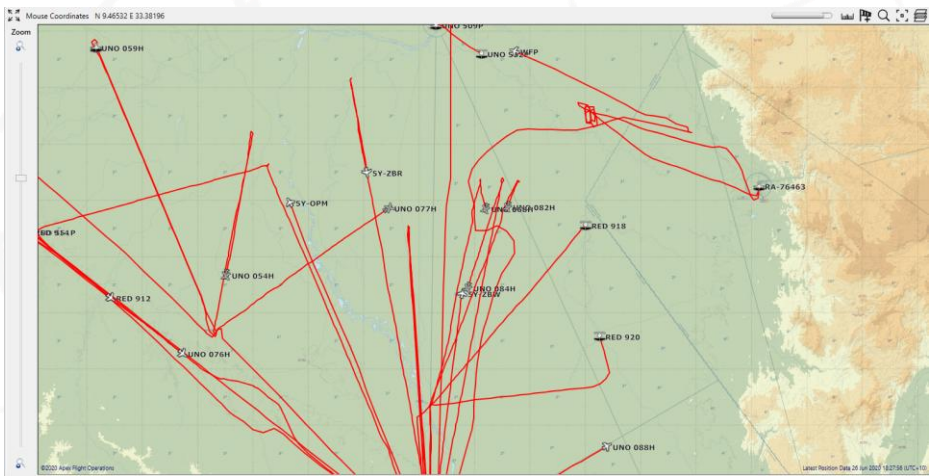 Mouse Coordinates N 9.46532 E 33.38196
Zoom
UNO 059H
UNO 509P
WFP
5Y-ZBR
RA-76463
5Y-OPM
UNO 077H
UNO 082H
RED 918
UNO 054H
RED 912
UNO 084H
5Y-ZBW
RED 920
UNO 076H
UNO 088H
©2020 Apex Flight Operations
Latest Position Data 26 Jun 2020 18:27:56 (UTC+10)